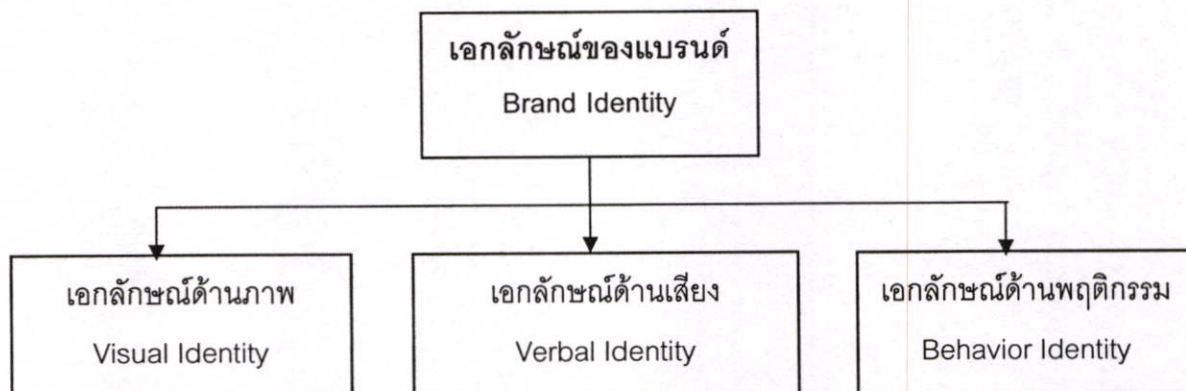 เอกลักษณ์ของแบรนด์
Brand Identity
เอกลักษณ์ด้านภาพ
Visual Identity
เอกลักษณ์ด้านเสียง
Verbal Identity
เอกลักษณ์ด้านพฤติกรรม
Behavior Identity